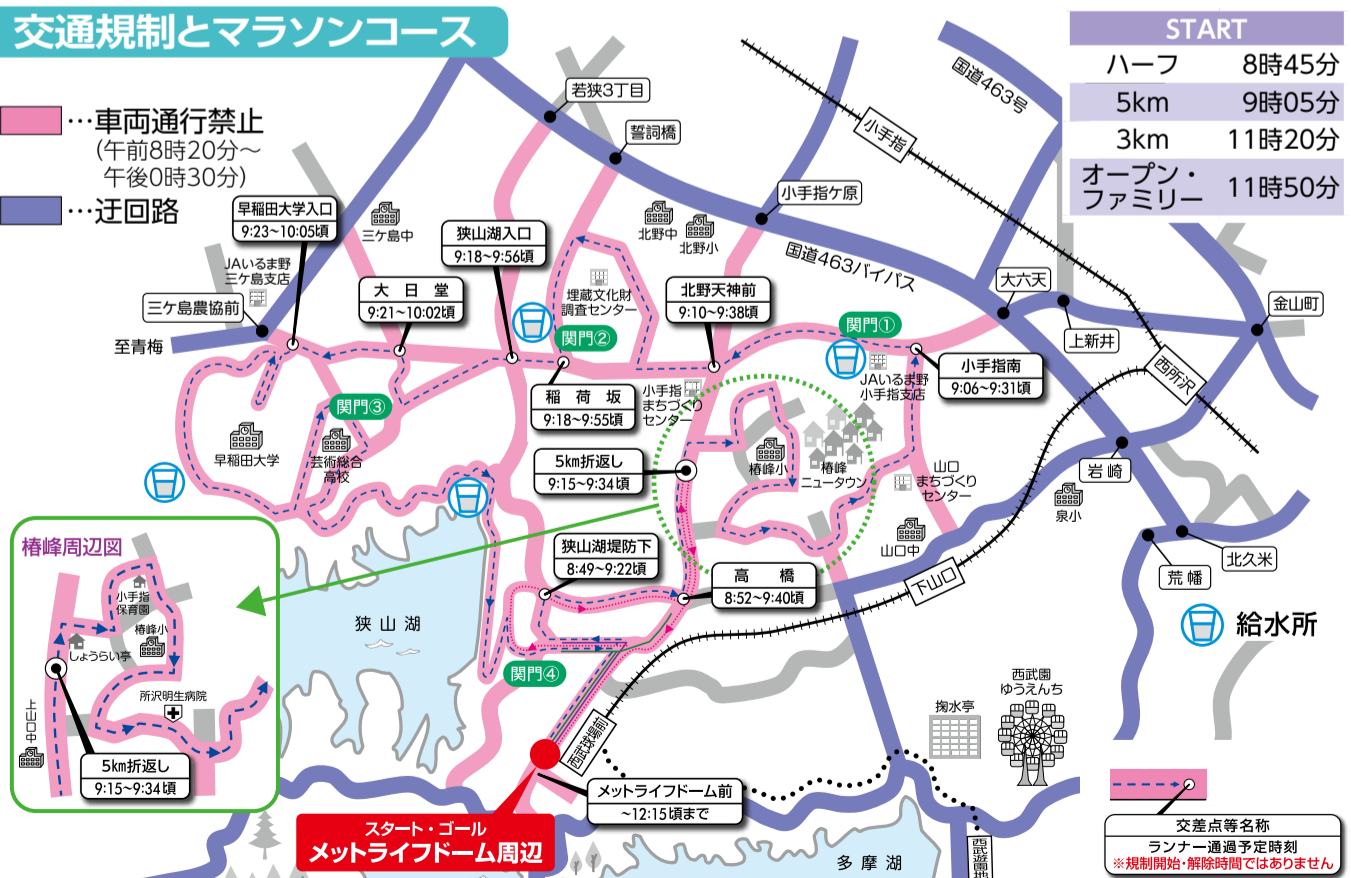 交通規制とマラソンコース
…車両通行禁止
(午前8時20分～
午後0時30分)
…迂回路
START
ハーフ 8時45分
5km 9時05分
3km 11時20分
オープン・
ファミリー 11時50分
若狭3丁目
誓詞橋
国道463号
小手指
小手指ケ原
国道463バイパス
早稲田大学入口
9:23～10:05頃
三ケ島中
狭山湖入口
9:18～9:56頃
北野中
北野小
JAいるま野
三ケ島支店
大日堂
9:21～10:02頃
埋蔵文化財
調査センター
北野天神前
9:10～9:38頃
大六天
上新井
金山町
三ケ島農協前
至青梅
関門②
関門①
小手指南
9:06～9:31頃
JAいるま野
小手指支店
西所沢
稲荷坂
9:18～9:55頃
小手指
まちづくり
センター
関門③
早稲田大学
芸術総合
高校
5km折返し
9:15～9:34頃
椿峰小
椿峰
ニュータウン
山口
まちづくり
センター
岩崎
泉小
山口中
北久米
荒幡
下山口
狭山湖堤防下
8:49～9:22頃
高橋
8:52～9:40頃
狭山湖
関門④
給水所
椿峰周辺図
小手指
保育園
椿峰小
しょうらい亭
所沢明生病院
上山口中
5km折返し
9:15～9:34頃
西武球場前
メットライフドーム前
～12:15頃まで
スタート・ゴール
メットライフドーム周辺
掬水亭
西武園
ゆうえんち
多摩湖
西武遊園地
交差点等名称
ランナー通過予定時刻
※規制開始・解除時間ではありません